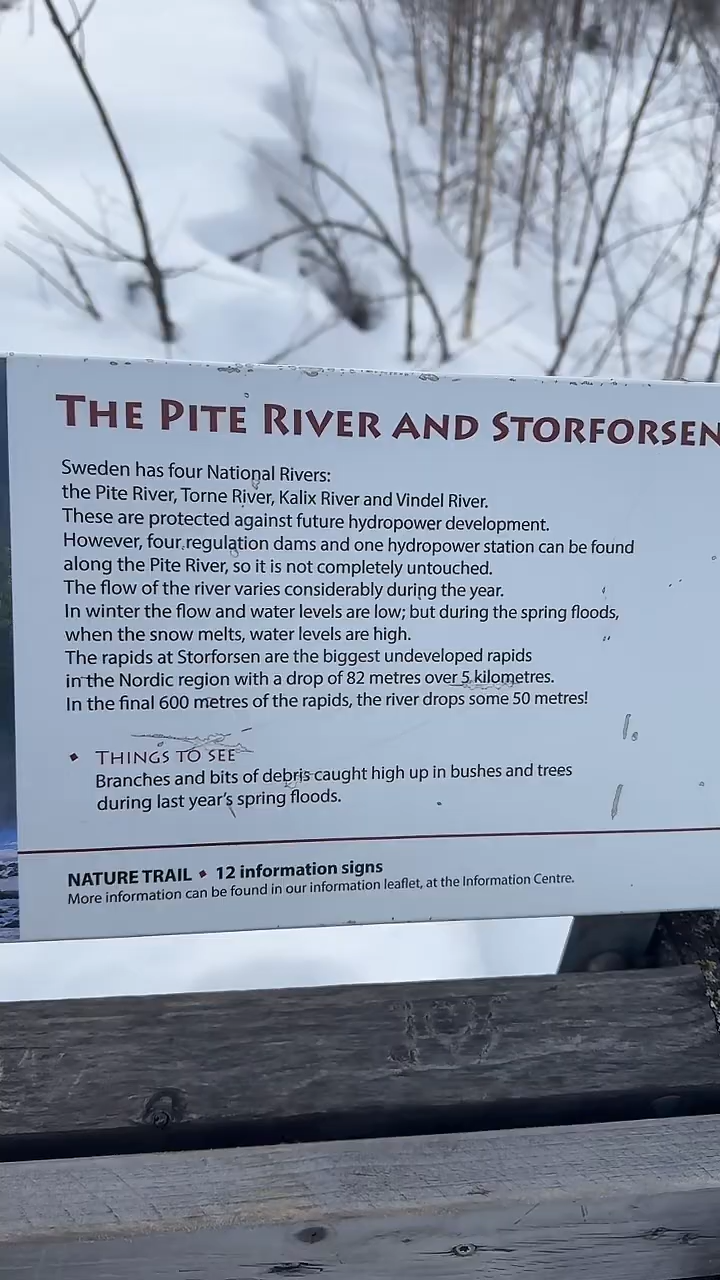 THE PITE RIVER AND STORFORSEN
Sweden has four National Rivers:
the Pite River, Torne River, Kalix River and Vindel River.
These are protected against future hydropower development.
However, four regulation dams and one hydropower station can be found
along the Pite River, so it is not completely untouched.
The flow of the river varies considerably during the year.
In winter the flow and water levels are low; but during the spring floods,
when the snow melts, water levels are high.
The rapids at Storforsen are the biggest undeveloped rapids
in the Nordic region with a drop of 82 metres over 5 kilometres.
In the final 600 metres of the rapids, the river drops some 50 metres!
♦ THINGS TO SEE
Branches and bits of debris caught high up in bushes and trees
during last year's spring floods.
NATURE TRAIL ♦ 12 information signs
More information can be found in our information leaflet, at the Information Centre.